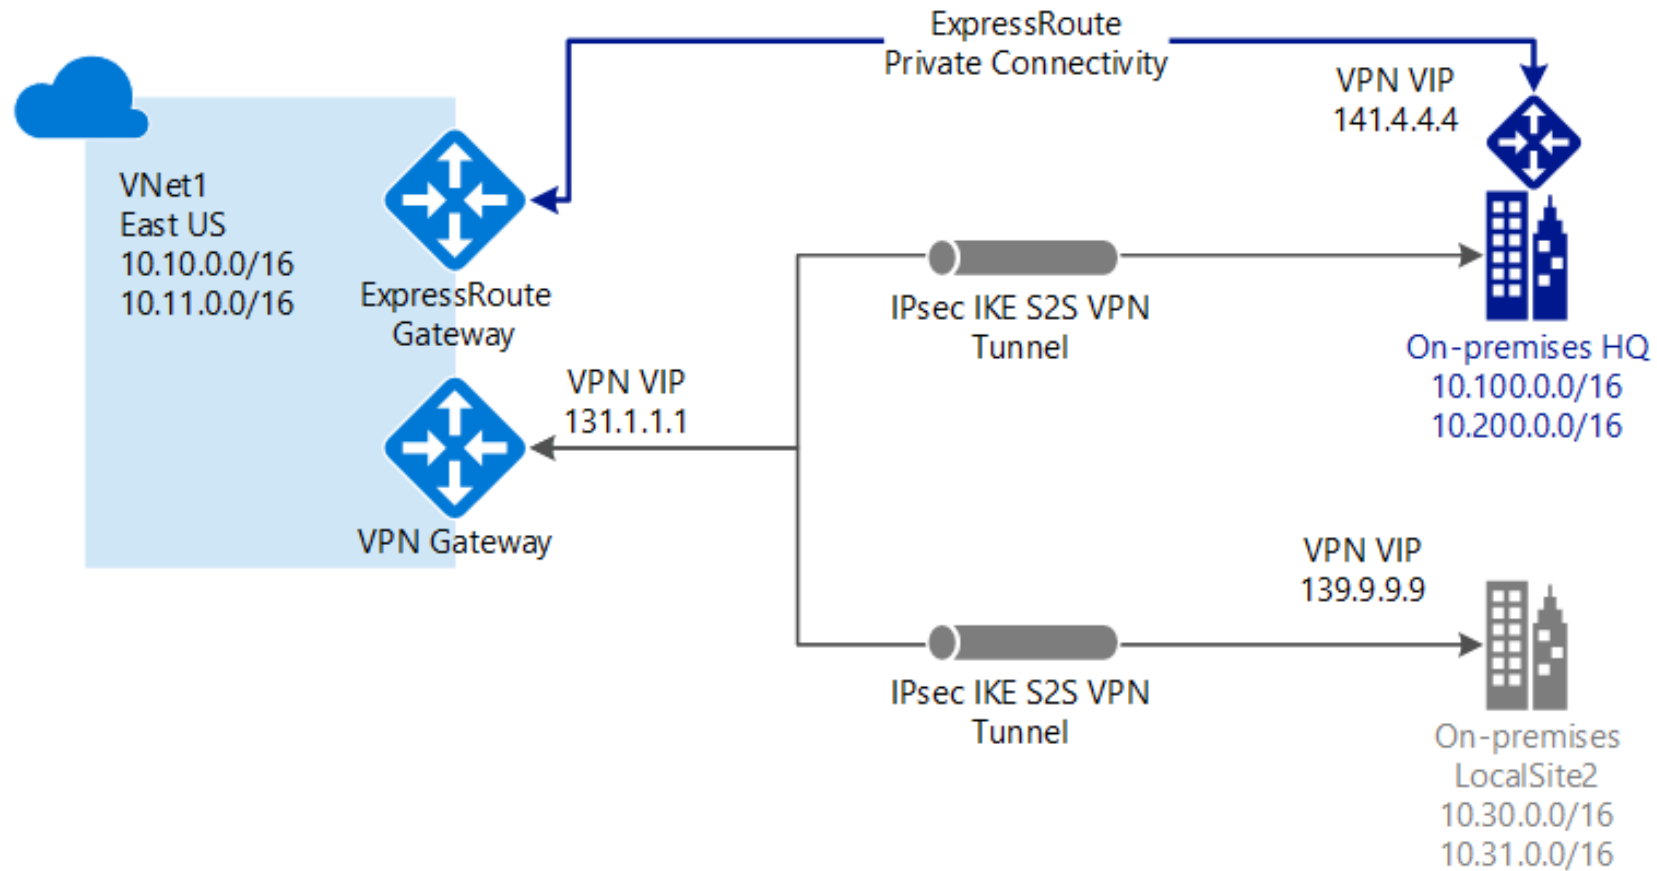 ExpressRoute
Private Connectivity
VPN VIP
141.4.4.4
VNet1
East US
10.10.0.0/16
10.11.0.0/16
ExpressRoute
Gateway
IPsec IKE S2S VPN
Tunnel
On-premises HQ
10.100.0.0/16
10.200.0.0/16
VPN VIP
131.1.1.1
VPN Gateway
VPN VIP
139.9.9.9
IPsec IKE S2S VPN
Tunnel
On-premises
LocalSite2
10.30.0.0/16
10.31.0.0/16